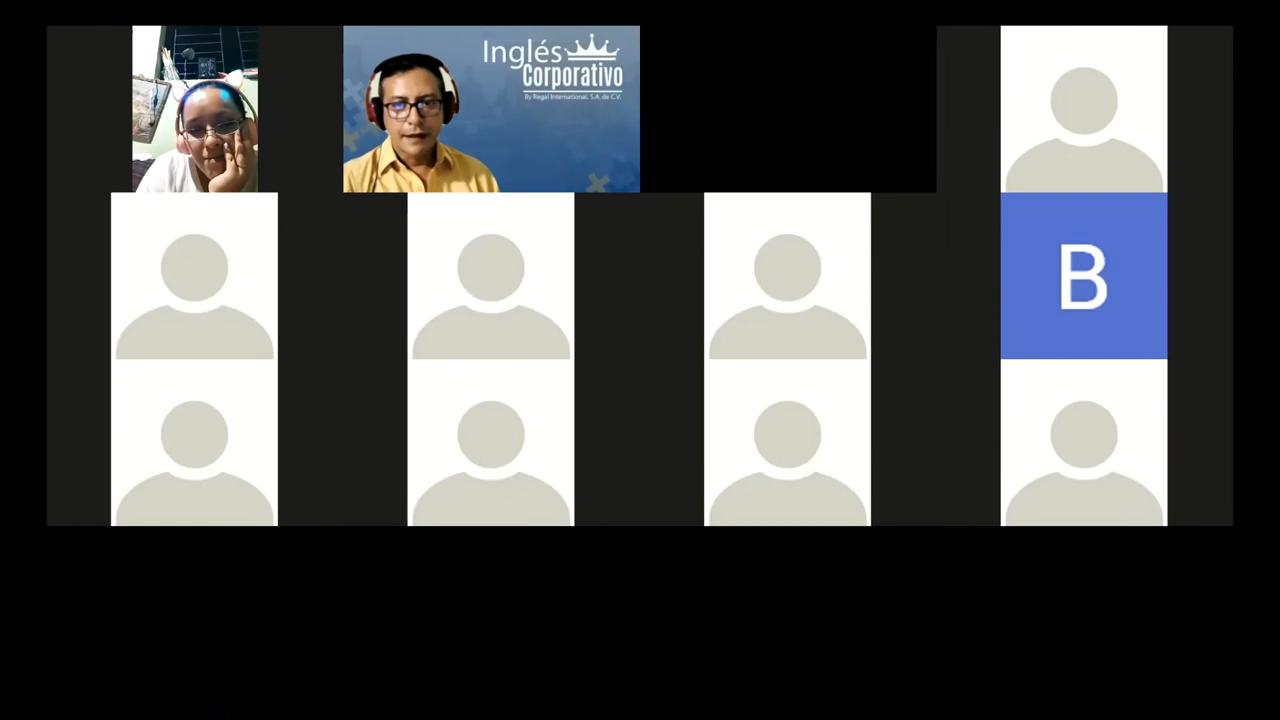 Inglés
Corporativo
By Regal International, S.A. de C.V.
B